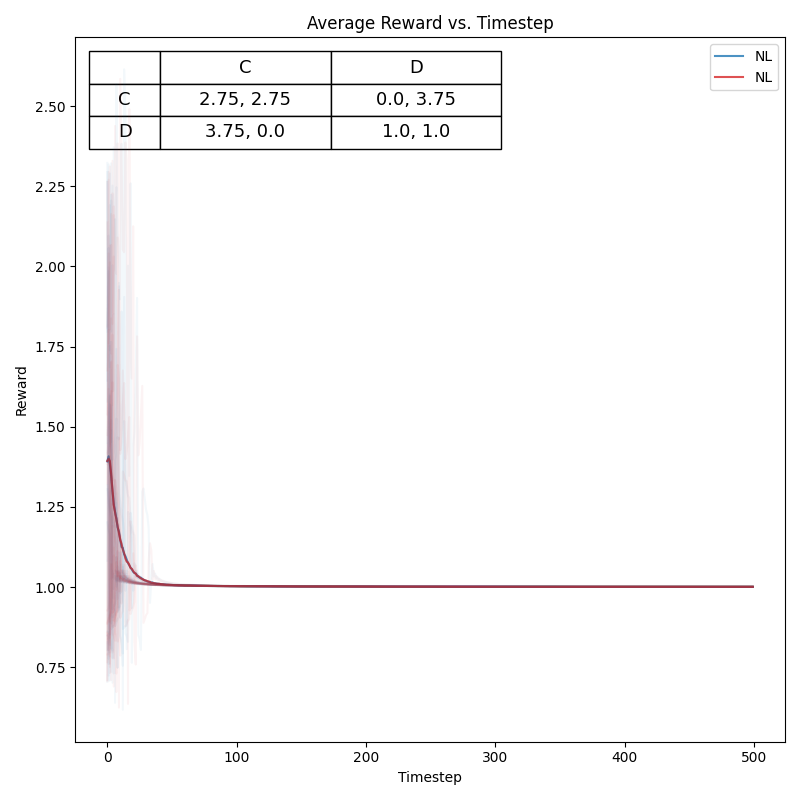 Average Reward vs. Timestep
C D
C 2.75, 2.75 0.0, 3.75
D 3.75, 0.0 1.0, 1.0
NL
NL
2.50
2.25
2.00
1.75
1.50
1.25
1.00
0.75
Reward
0 100 200 300 400 500
Timestep